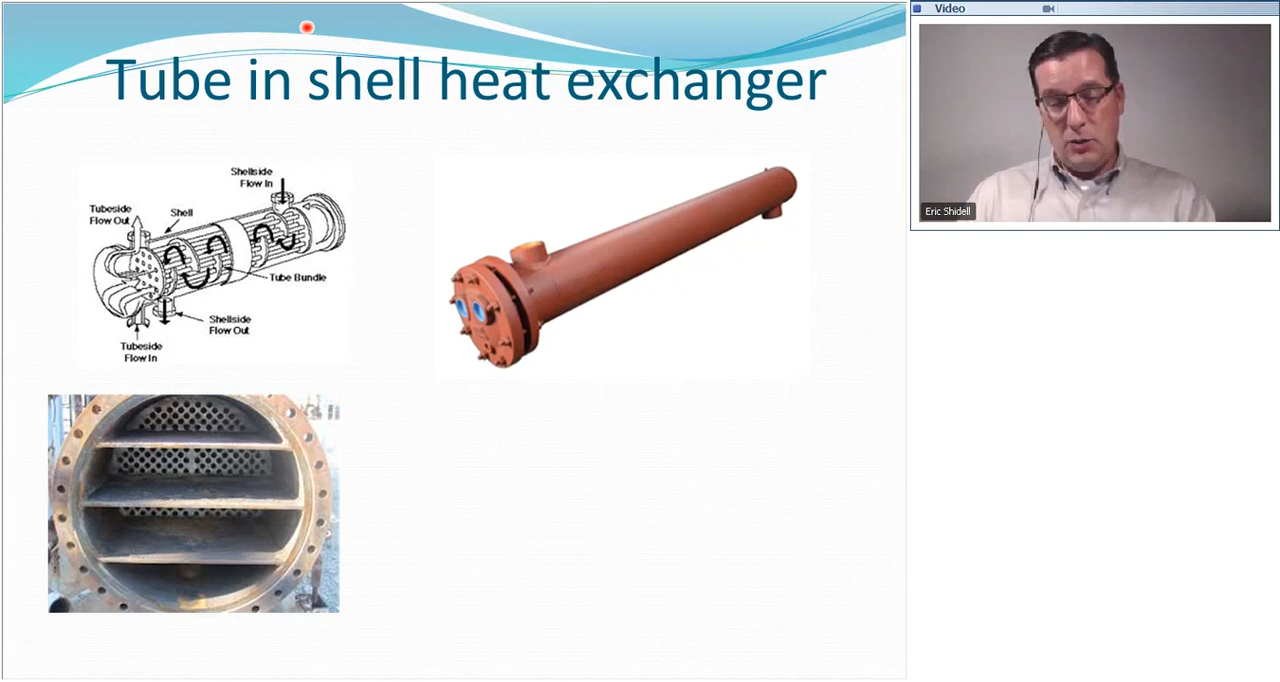 Tube in shell heat exchanger
Shellside
Flow In
Tubeside
Flow Out
Shell
Tube Bundle
Shellside
Flow Out
Tubeside
Flow In
Video
Eric Shidell